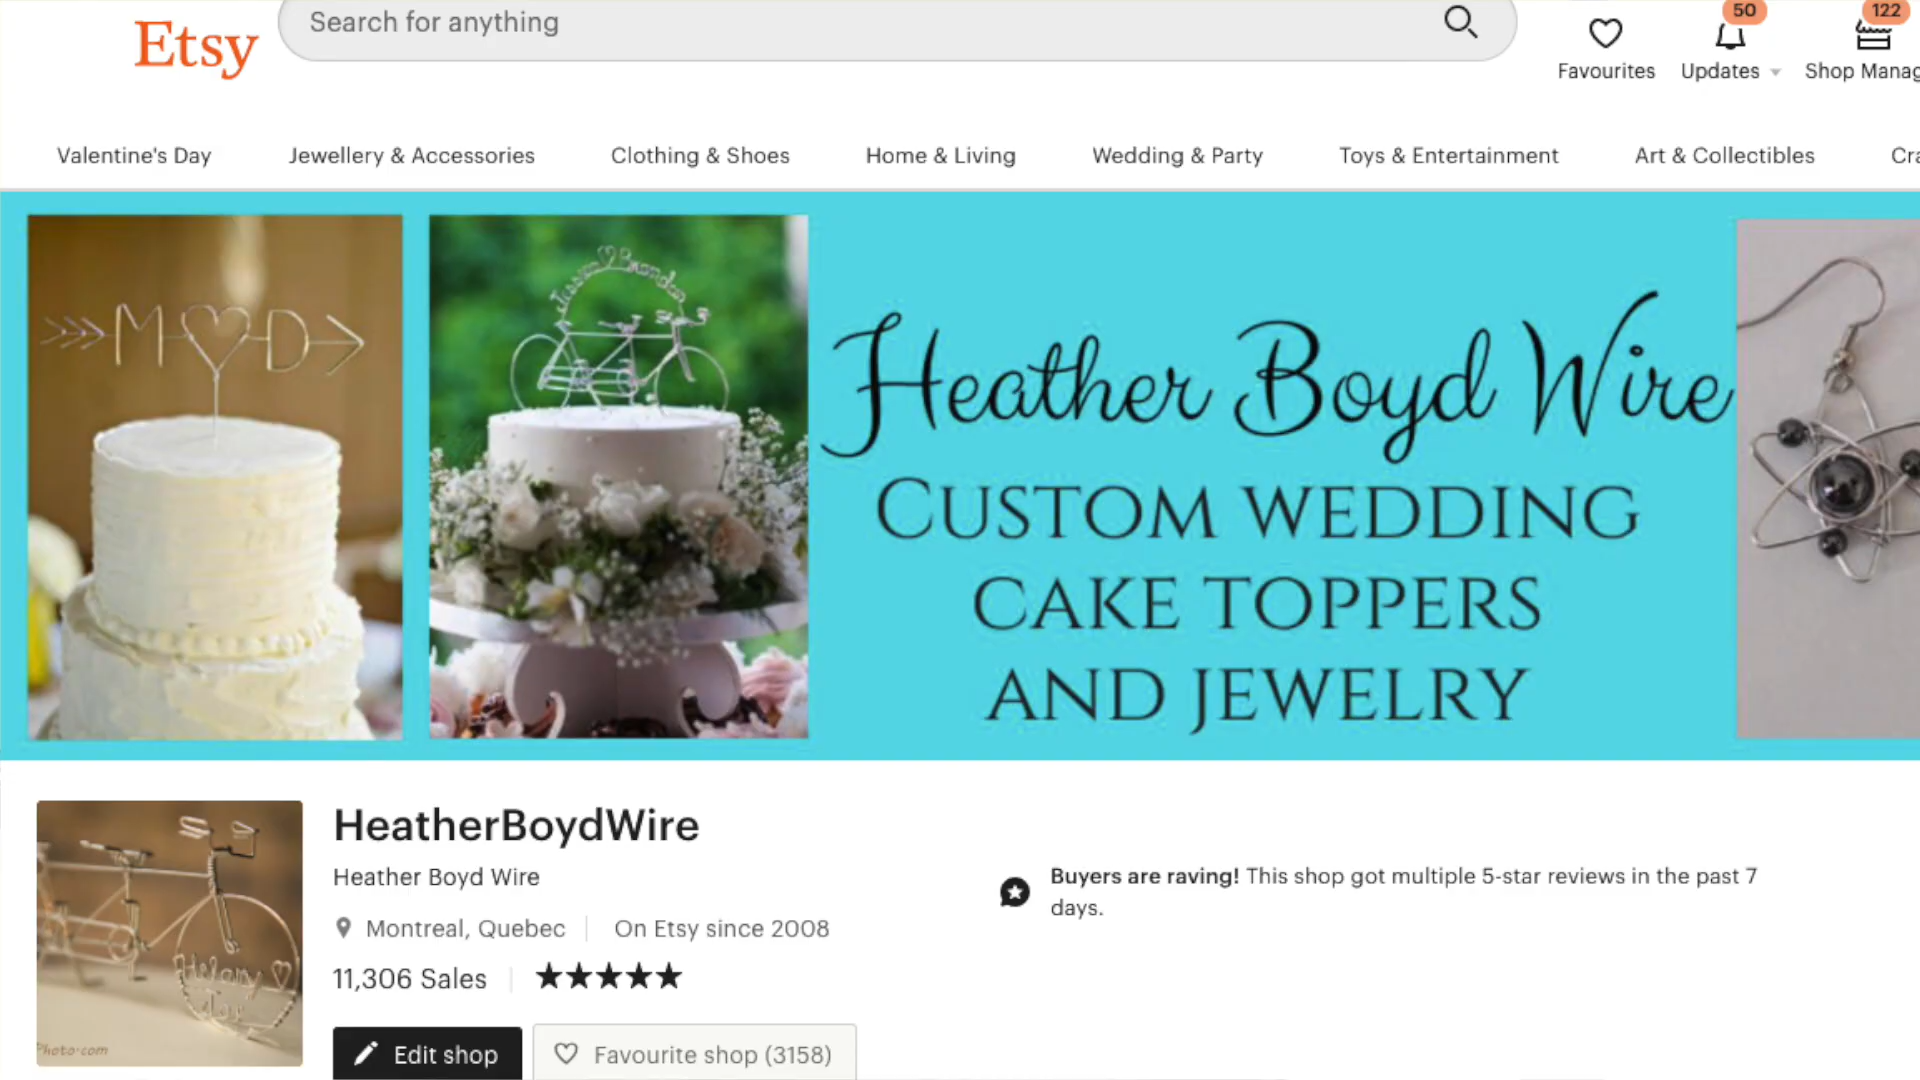 50
122
Etsy
Search for anything
Favourites
Updates
Shop Manag
Valentine's Day
Jewellery & Accessories
Clothing & Shoes
Home & Living
Wedding & Party
Toys & Entertainment
Art & Collectibles
Cra
M D
Heather Boyd Wire
CUSTOM WEDDING
CAKE TOPPERS
AND JEWELRY
HeatherBoydWire
Heather Boyd Wire
Montreal, Quebec
On Etsy since 2008
11,306 Sales
Buyers are raving! This shop got multiple 5-star reviews in the past 7
days.
Photo.com
Edit shop
Favourite shop (3158)